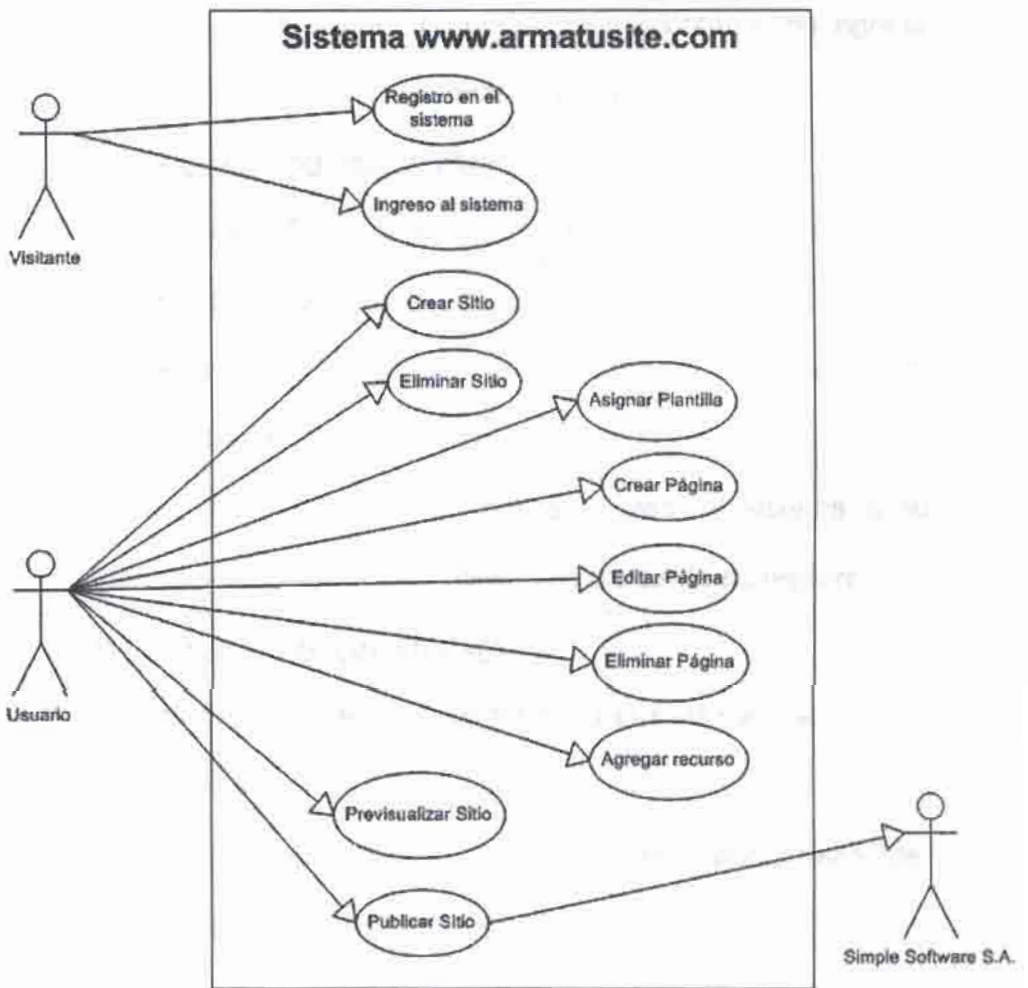 Sistema www.armatusite.com
Registro en el
sistema
Ingreso al sistema
Visitante
Crear Sitio
Eliminar Sitio
Asignar Plantilla
Crear Página
Editar Página
Eliminar Página
Usuario
Agregar recurso
Previsualizar Sitio
Publicar Sitio
Simple Software S.A.